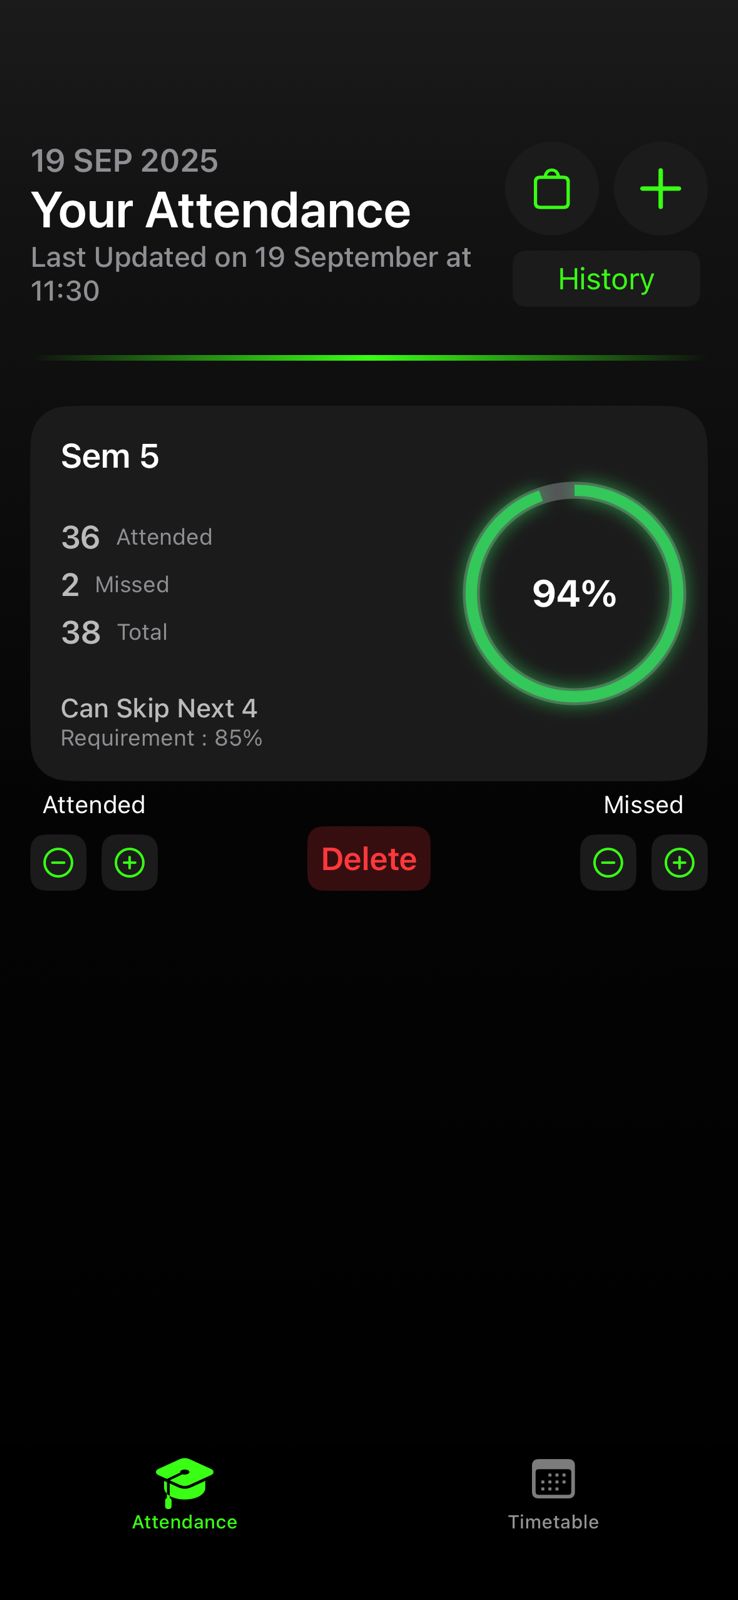 19 SEP 2025
Your Attendance
Last Updated on 19 September at
11:30
History
Sem 5
36 Attended
2 Missed
38 Total
94%
Can Skip Next 4
Requirement : 85%
Attended
Missed
Delete
Attendance
Timetable